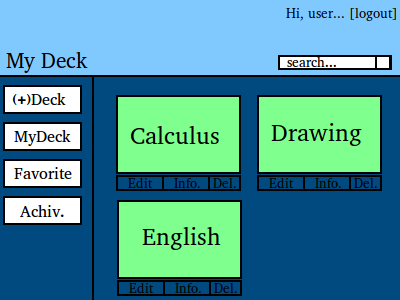 Hi, user... [logout]
My Deck
search...
(+)Deck
MyDeck
Favorite
Achiv.
Calculus
Edit Info. Del.
Drawing
Edit Info. Del.
English
Edit Info. Del.